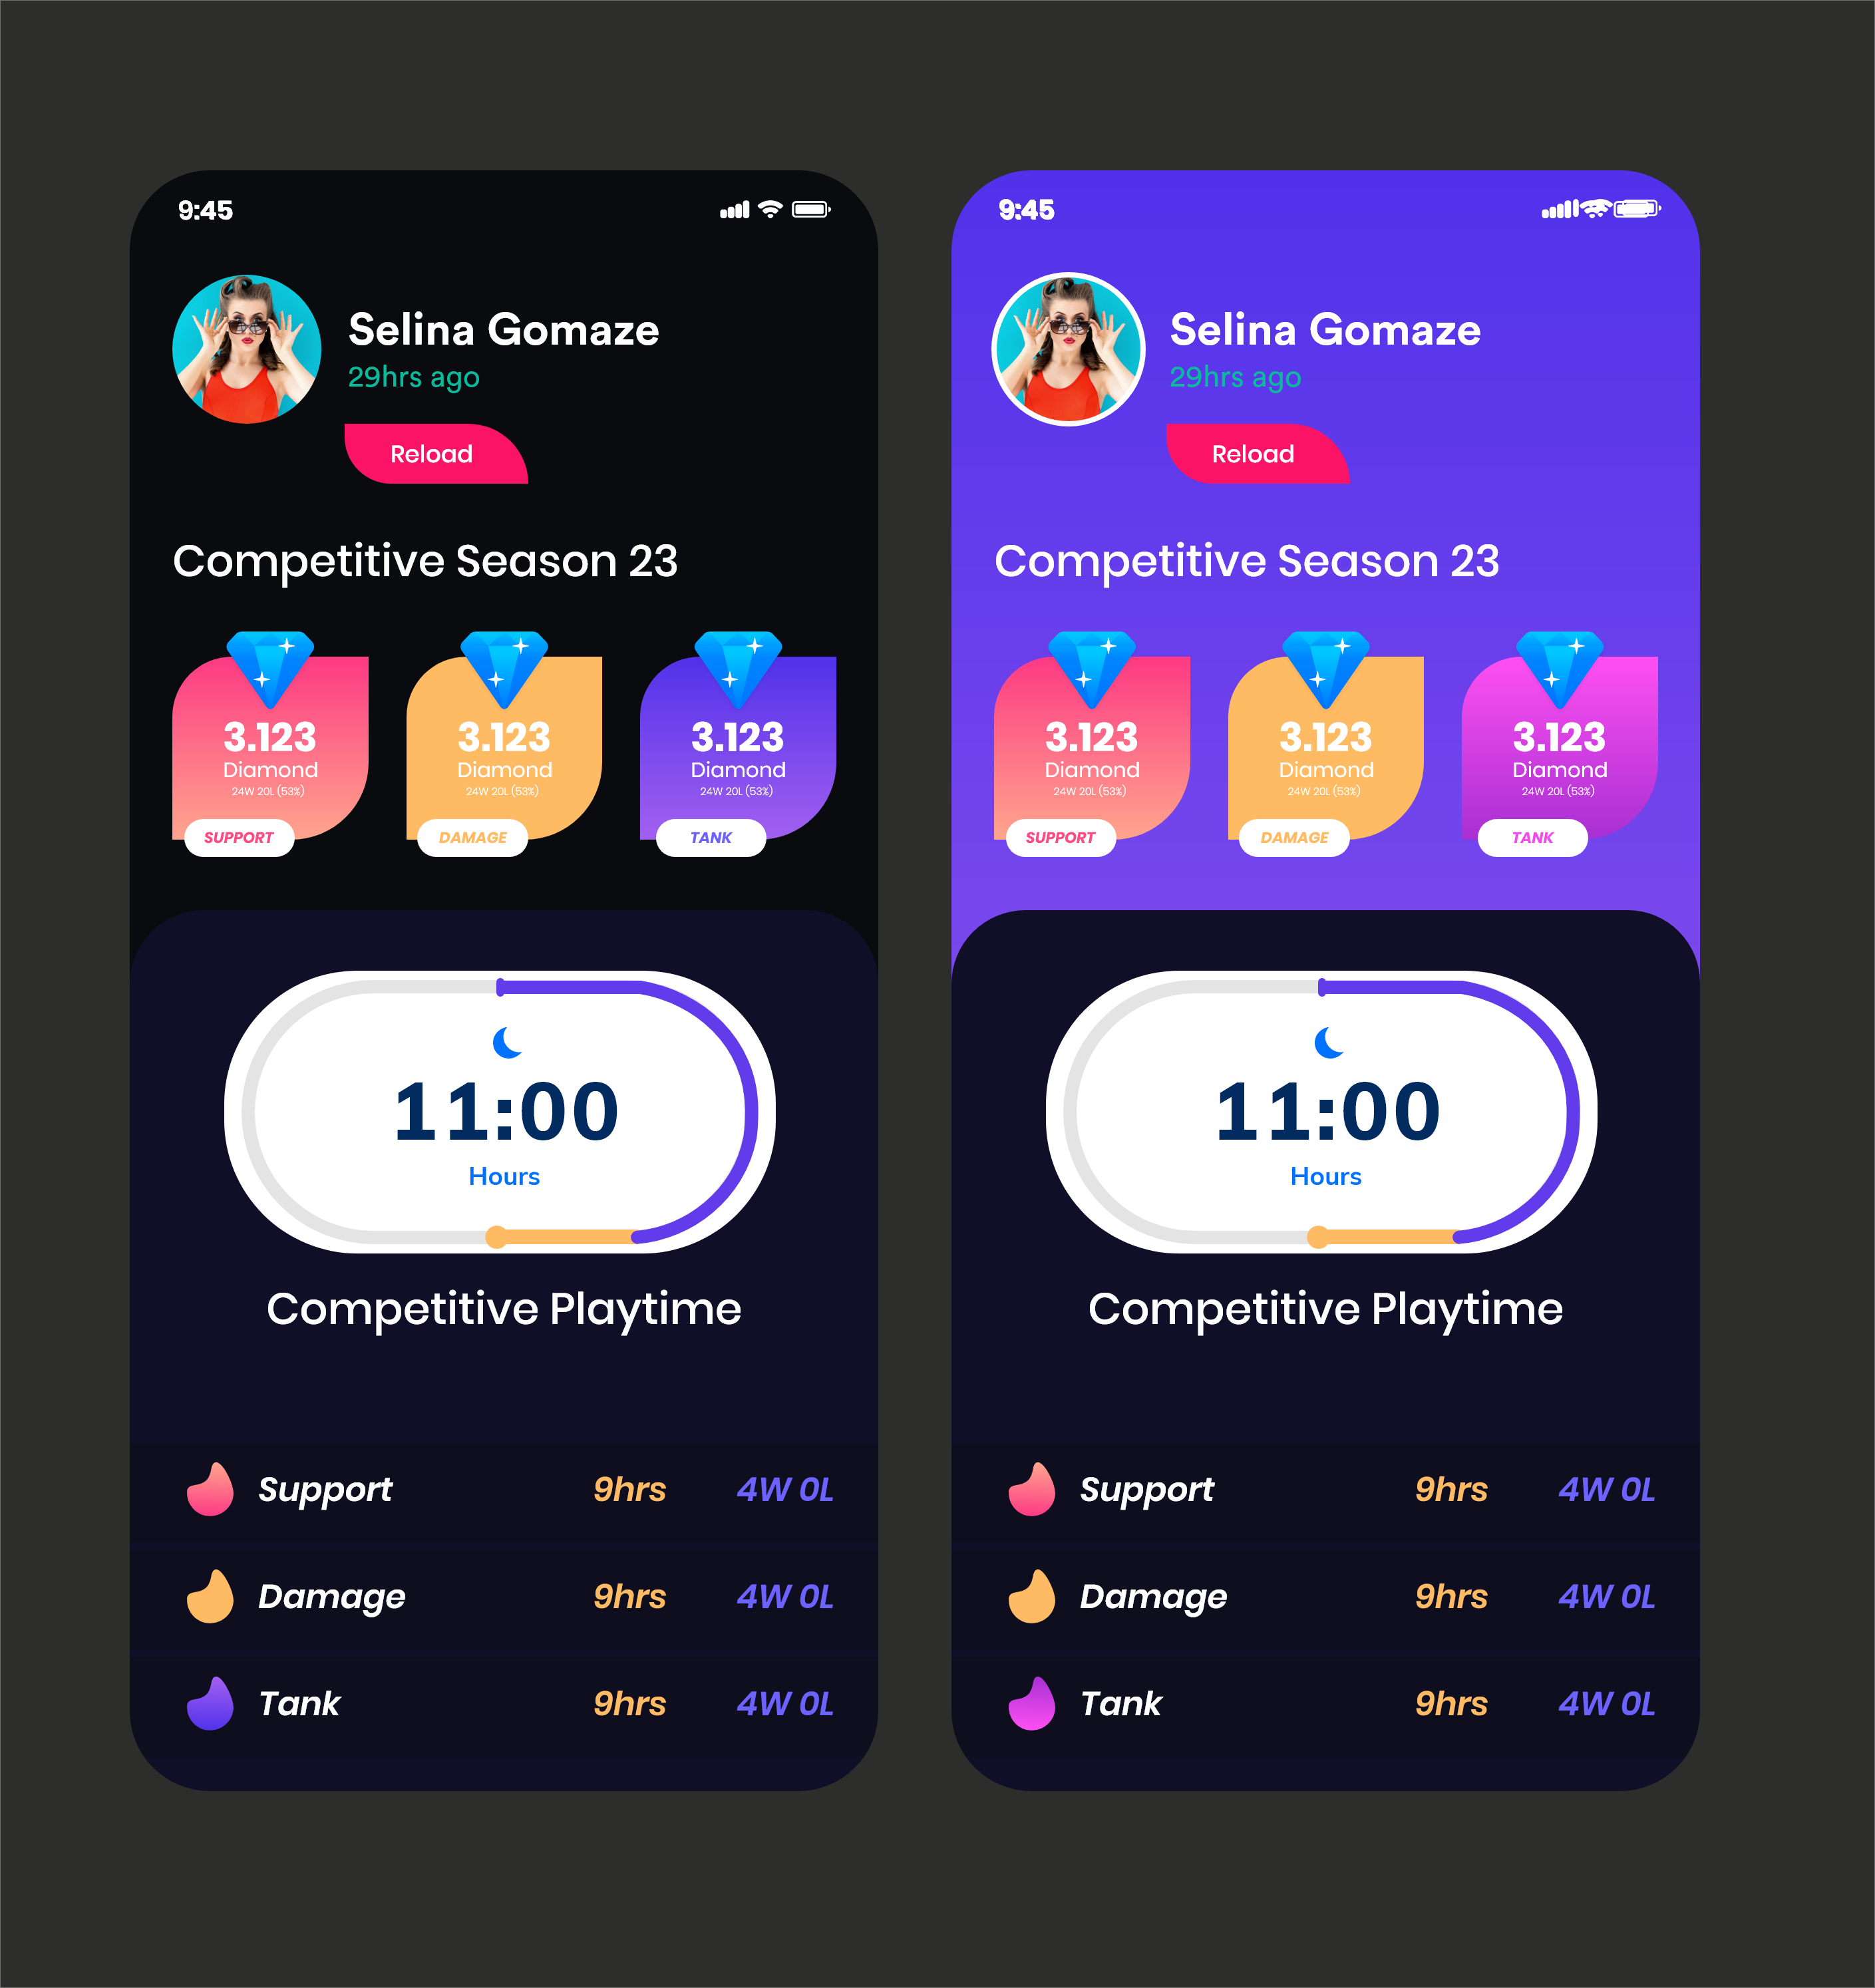 9:45
Selina Gomaze
29hrs ago
Reload
Competitive Season 23
3.123
Diamond
24W 20L (53%)
SUPPORT
3.123
Diamond
24W 20L (53%)
DAMAGE
3.123
Diamond
24W 20L (53%)
TANK
11:00
Hours
Competitive Playtime
Support 9hrs 4W 0L
Damage 9hrs 4W 0L
Tank 9hrs 4W 0L
9:45
Selina Gomaze
29hrs ago
Reload
Competitive Season 23
3.123
Diamond
24W 20L (53%)
SUPPORT
3.123
Diamond
24W 20L (53%)
DAMAGE
3.123
Diamond
24W 20L (53%)
TANK
11:00
Hours
Competitive Playtime
Support 9hrs 4W 0L
Damage 9hrs 4W 0L
Tank 9hrs 4W 0L